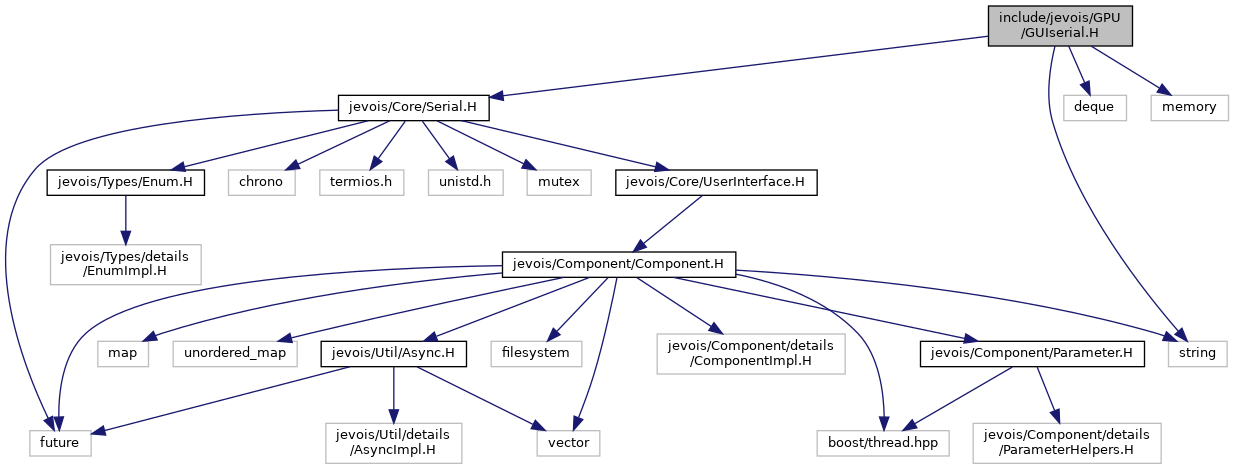 include/jevois/GPU
/GUIserial.H
jevois/Core/Serial.H
deque
memory
jevois/Types/Enum.H
chrono
termios.h
unistd.h
mutex
jevois/Core/UserInterface.H
jevois/Types/details
/EnumImpl.H
jevois/Component/Component.H
map
unordered_map
jevois/Util/Async.H
filesystem
jevois/Component/details
/ComponentImpl.H
jevois/Component/Parameter.H
string
future
jevois/Util/details
/AsyncImpl.H
vector
boost/thread.hpp
jevois/Component/details
/ParameterHelpers.H